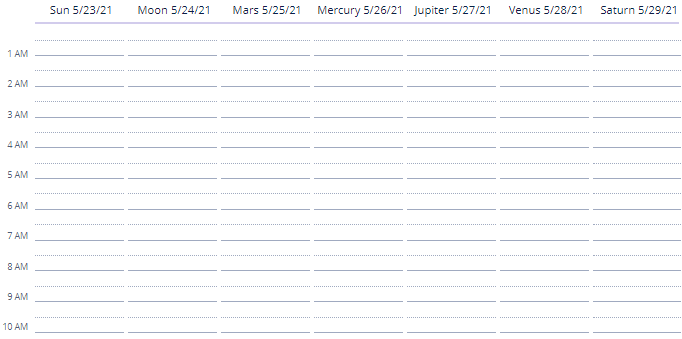 Sun 5/23/21 Moon 5/24/21 Mars 5/25/21 Mercury 5/26/21 Jupiter 5/27/21 Venus 5/28/21 Saturn 5/29/21
1 AM
2 AM
3 AM
4 AM
5 AM
6 AM
7 AM
8 AM
9 AM
10 AM